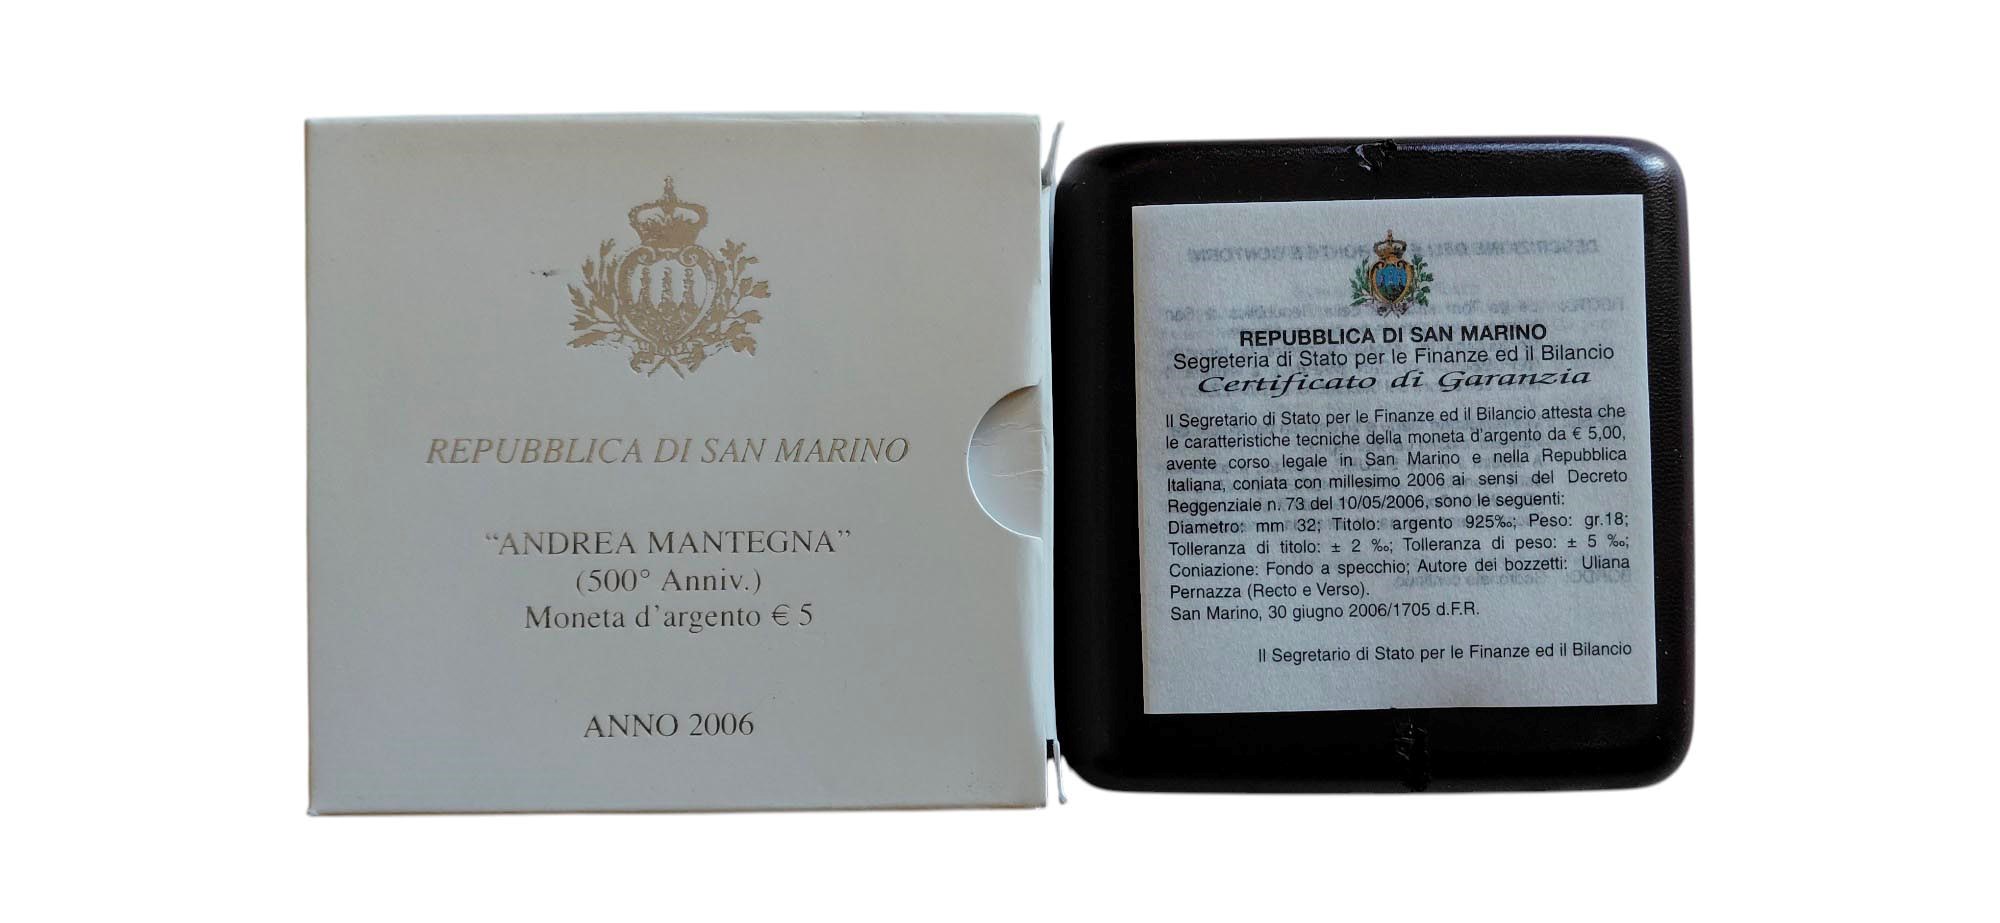 REPUBBLICA DI SAN MARINO
“ANDREA MANTEGNA”
(500° Anniv.)
Moneta d’argento € 5
ANNO 2006
REPUBBLICA DI SAN MARINO
Segreteria di Stato per le Finanze ed il Bilancio
Certificato di Garanzia
Il Segretario di Stato per le Finanze ed il Bilancio attesta che
le caratteristiche tecniche della moneta d’argento da € 5,00,
avente corso legale in San Marino e nella Repubblica
Italiana, coniata con millesimo 2006 ai sensi del Decreto
Reggenziale n. 73 del 10/05/2006, sono le seguenti:
Diametro: mm 32; Titolo: argento 925‰; Peso: gr.18;
Tolleranza di titolo: ± 2 ‰; Tolleranza di peso: ± 5 ‰;
Coniazione: Fondo a specchio; Autore dei bozzetti: Uliana
Pernazza (Recto e Verso).
San Marino, 30 giugno 2006/1705 d.F.R.
Il Segretario di Stato per le Finanze ed il Bilancio